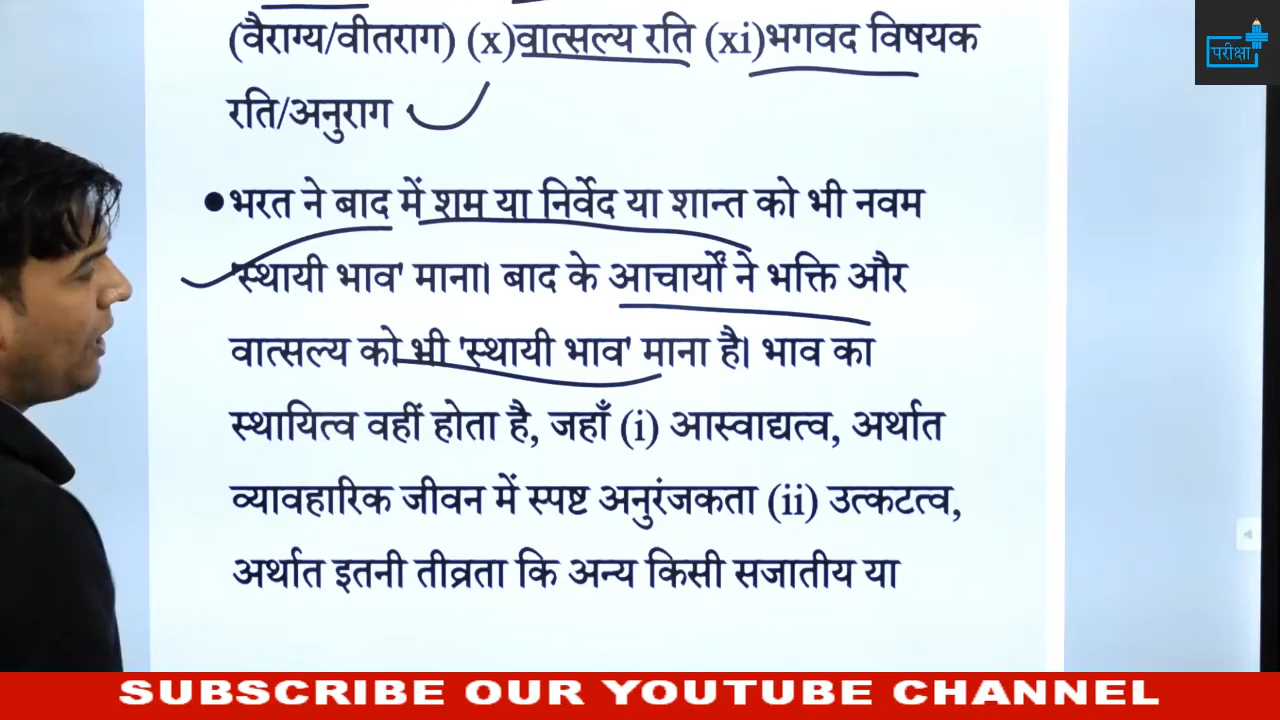 (वैराग्य/वीतराग) (x)वात्सल्य रति (xi)भगवद विषयक
परीक्षा
रति/अनुराग
•भरत ने बाद में शम या निर्वेद या शान्त को भी नवम
'स्थायी भाव' माना। बाद के आचार्यों ने भक्ति और
वात्सल्य को भी 'स्थायी भाव' माना है। भाव का
स्थायित्व वहीं होता है, जहाँ (i) आस्वाद्यत्व, अर्थात
व्यावहारिक जीवन में स्पष्ट अनुरंजकता (ii) उत्कटत्व,
अर्थात इतनी तीव्रता कि अन्य किसी सजातीय या
SUBSCRIBE OUR YOUTUBE CHANNEL